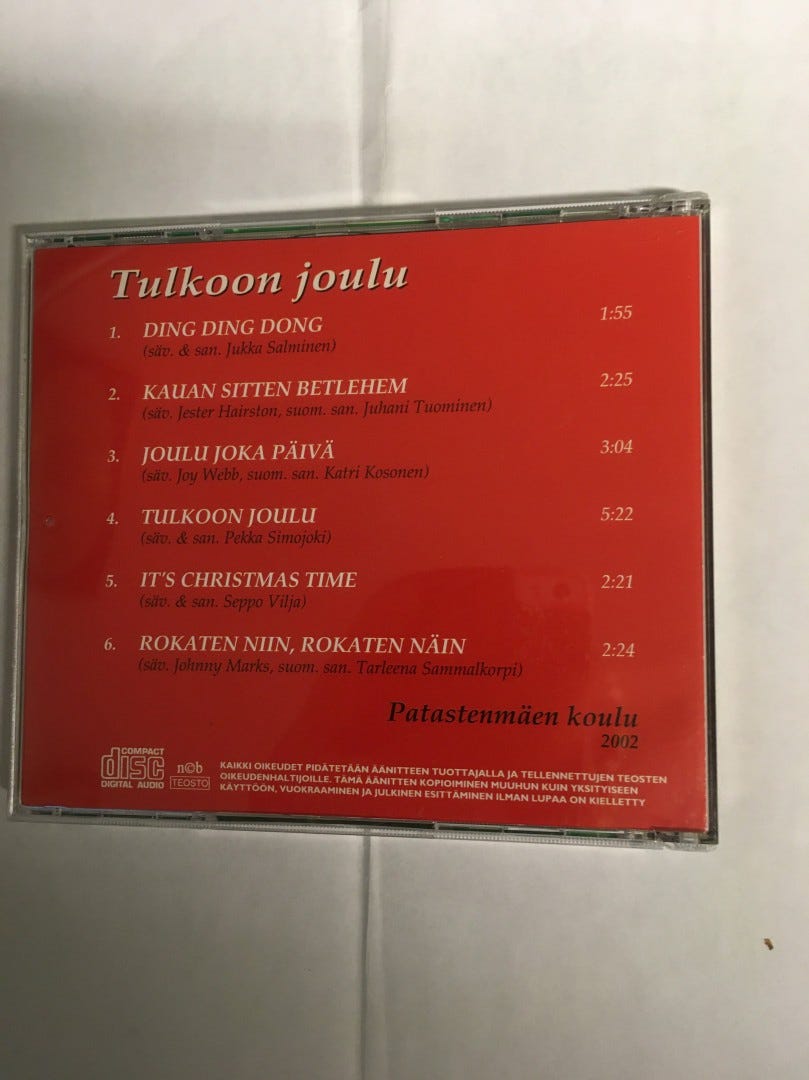 Tulkoon joulu
1. DING DING DONG 1:55
(säv. & san. Jukka Salminen)
2. KAUAN SITTEN BETLEHEM 2:25
(säv. Jester Hairston, suom. san. Juhani Tuominen)
3. JOULU JOKA PÄIVÄ 3:04
(säv. Joy Webb, suom. san. Katri Kosonen)
4. TULKOON JOULU 5:22
(säv. & san. Pekka Simojoki)
5. IT'S CHRISTMAS TIME 2:21
(säv. & san. Seppo Vilja)
6. ROKATEN NIIN, ROKATEN NÄIN 2:24
(säv. Johnny Marks, suom. san. Tarleena Sammalkorpi)
Patastenmäen koulu
2002
COMPACT
disc
DIGITAL AUDIO
n©b
TEOSTO
KAIKKI OIKEUDET PIDÄTETÄÄN ÄÄNITTEEN TUOTTAJALLA JA TELLENNETTUJEN TEOSTEN
OIKEUDENHALTIJOILLE. TÄMÄ ÄÄNITTEN KOPIOIMINEN MUUHUN KUIN YKSITYISEEN
KÄYTTÖÖN, VUOKRAAMINEN JA JULKINEN ESITTÄMINEN ILMAN LUPAA ON KIELLETTY